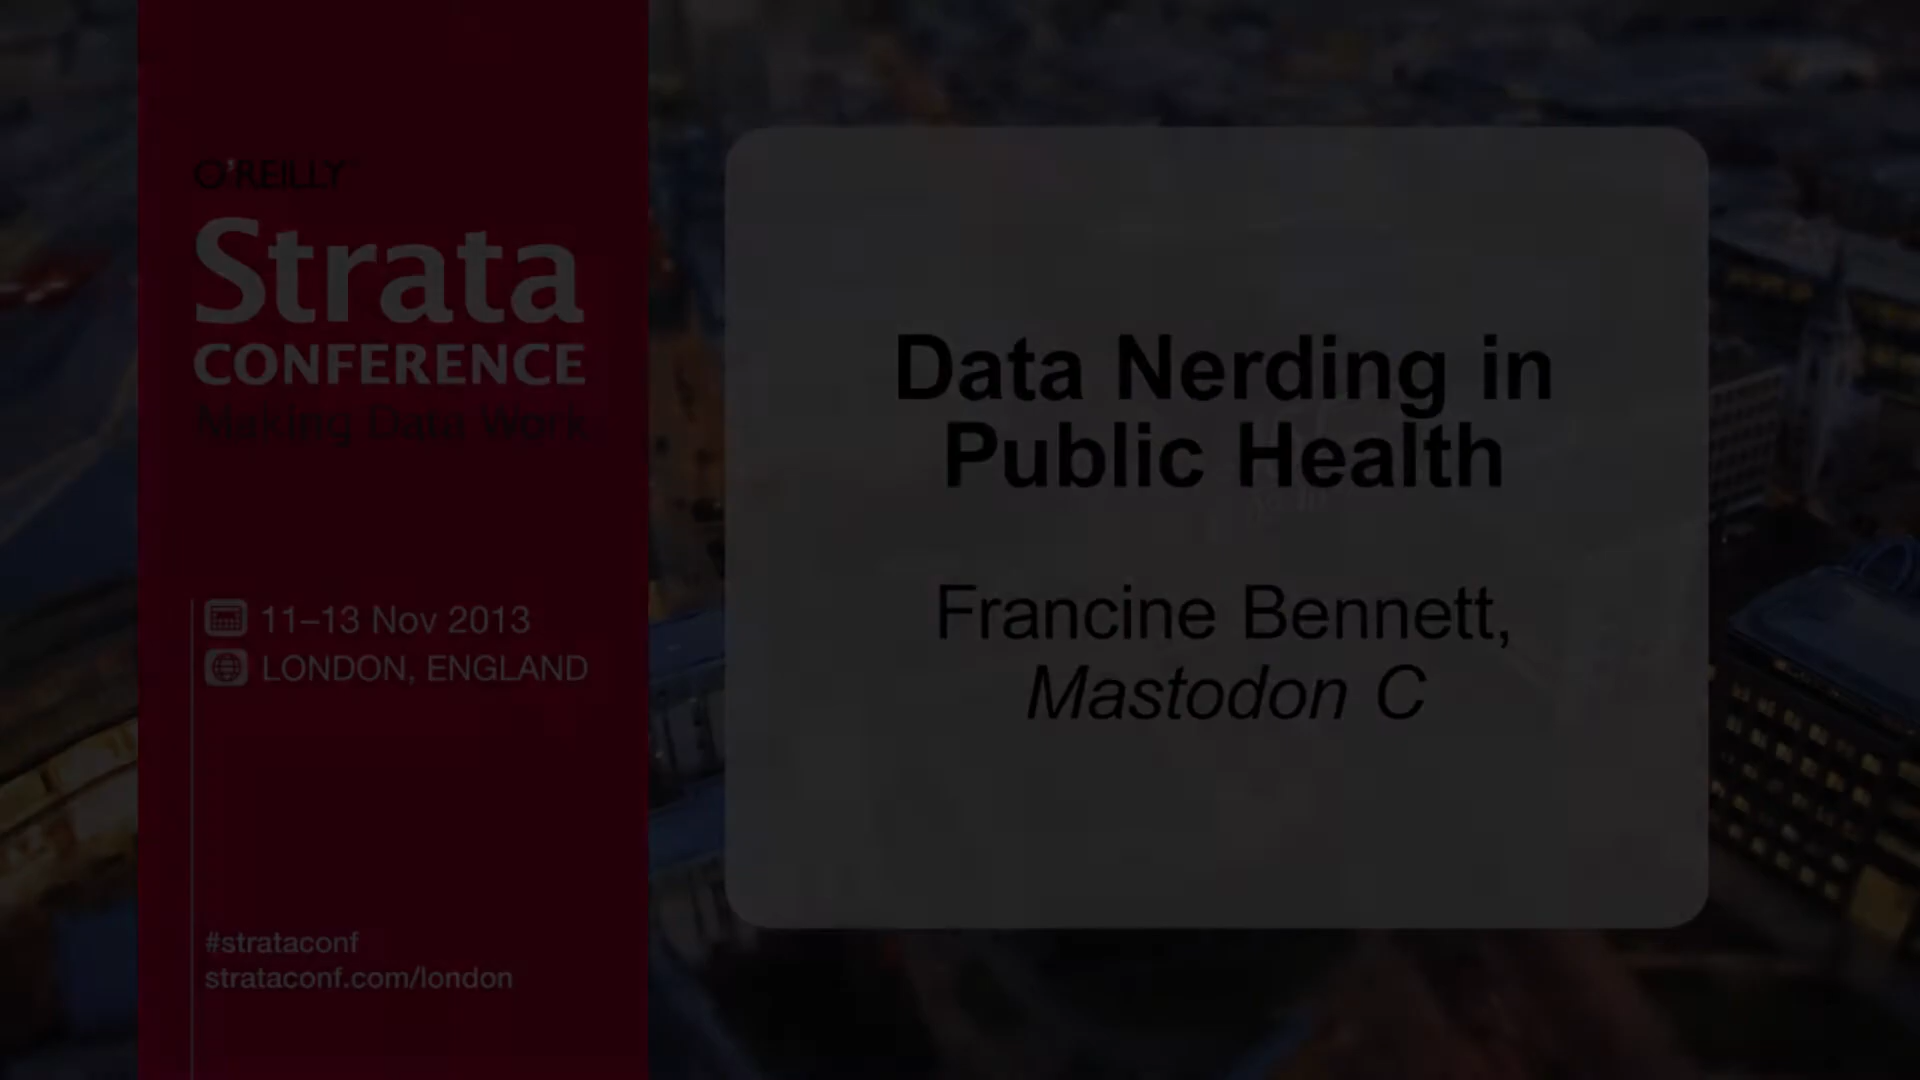 O'REILLY
Strata
CONFERENCE
Making Data Work
11–13 Nov 2013
LONDON, ENGLAND
#strataconf
strataconf.com/london
Data Nerding in
Public Health
Francine Bennett,
Mastodon C